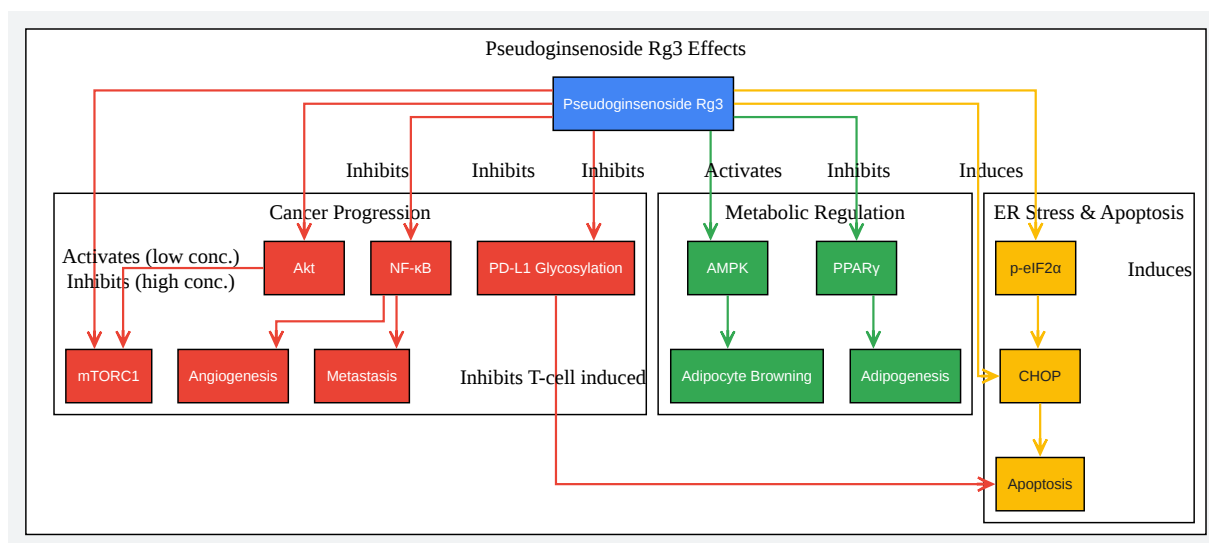 Pseudoginsenoside Rg3 Effects
Pseudoginsenoside Rg3
Inhibits
Inhibits
Inhibits
Activates
Inhibits
Induces
Cancer Progression
Metabolic Regulation
ER Stress & Apoptosis
Activates (low conc.)
Inhibits (high conc.)
Akt
NF-κB
PD-L1 Glycosylation
AMPK
PPARγ
p-eIF2α
Induces
mTORC1
Angiogenesis
Metastasis
Inhibits T-cell induced
Adipocyte Browning
Adipogenesis
CHOP
Apoptosis